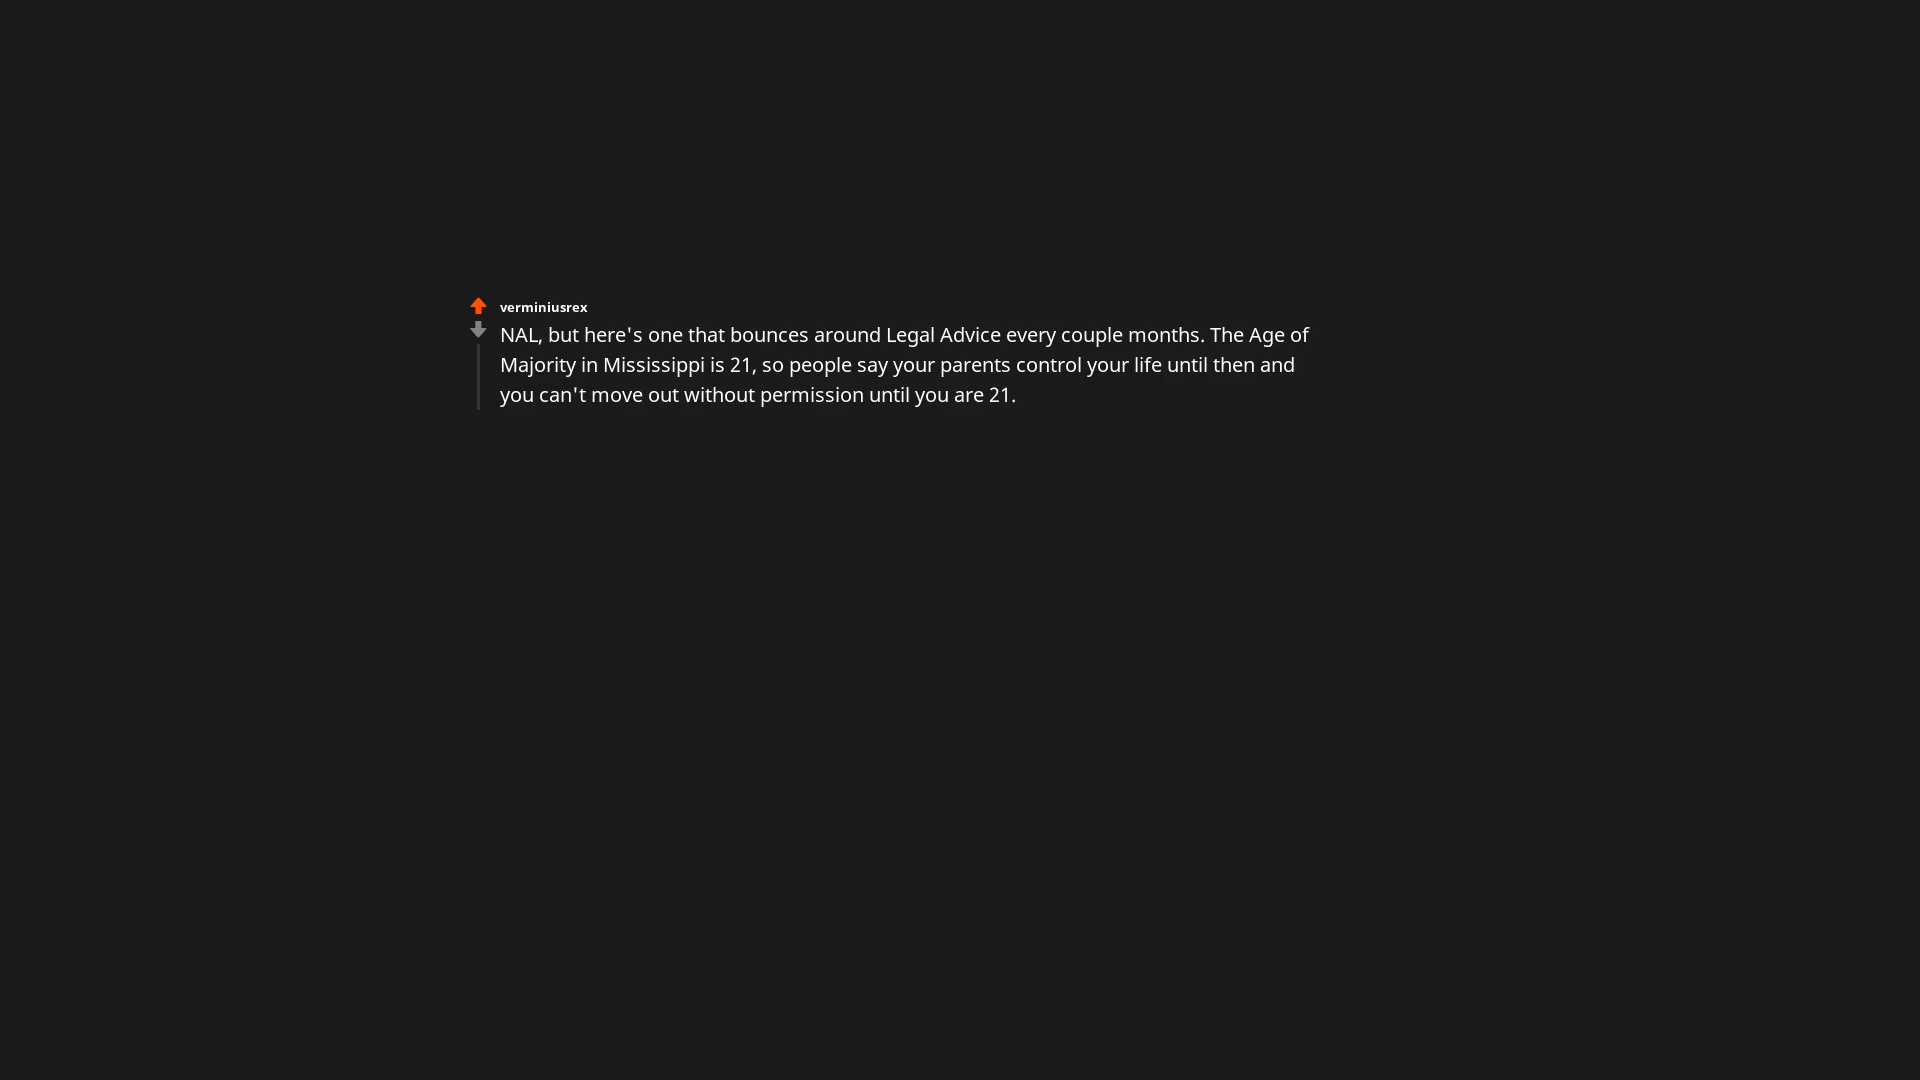 verminiusrex
NAL, but here's one that bounces around Legal Advice every couple months. The Age of
Majority in Mississippi is 21, so people say your parents control your life until then and
you can't move out without permission until you are 21.